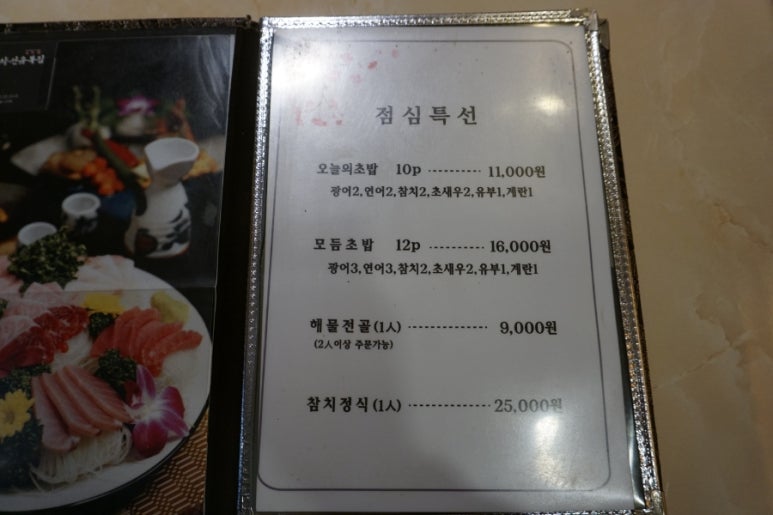 점심특선
오늘의초밥 10p ---------- 11,000원
광어2,연어2,참치2,초새우2,유부1,계란1
모듬초밥 12p ---------- 16,000원
광어3,연어3,참치2,초새우2,유부1,계란1
해물전골(1人) ---------- 9,000원
(2人이상 주문가능)
참치정식(1人) ---------- 25,000원